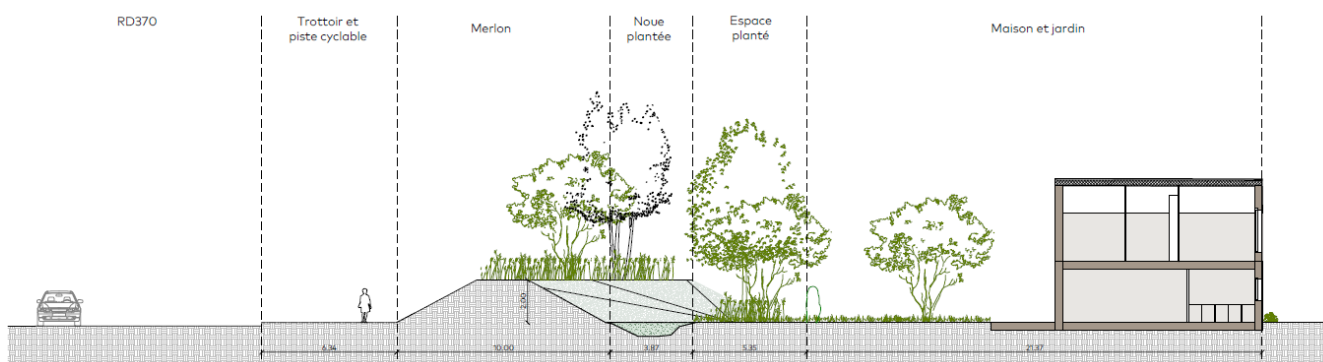 RD370
Trottoir et
piste cyclable
Merlon
Noue
plantée
Espace
planté
Maison et jardin
2.00
6.34
10.00
3.87
5.35
21.37